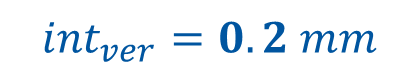 int_ver = 0.2 mm